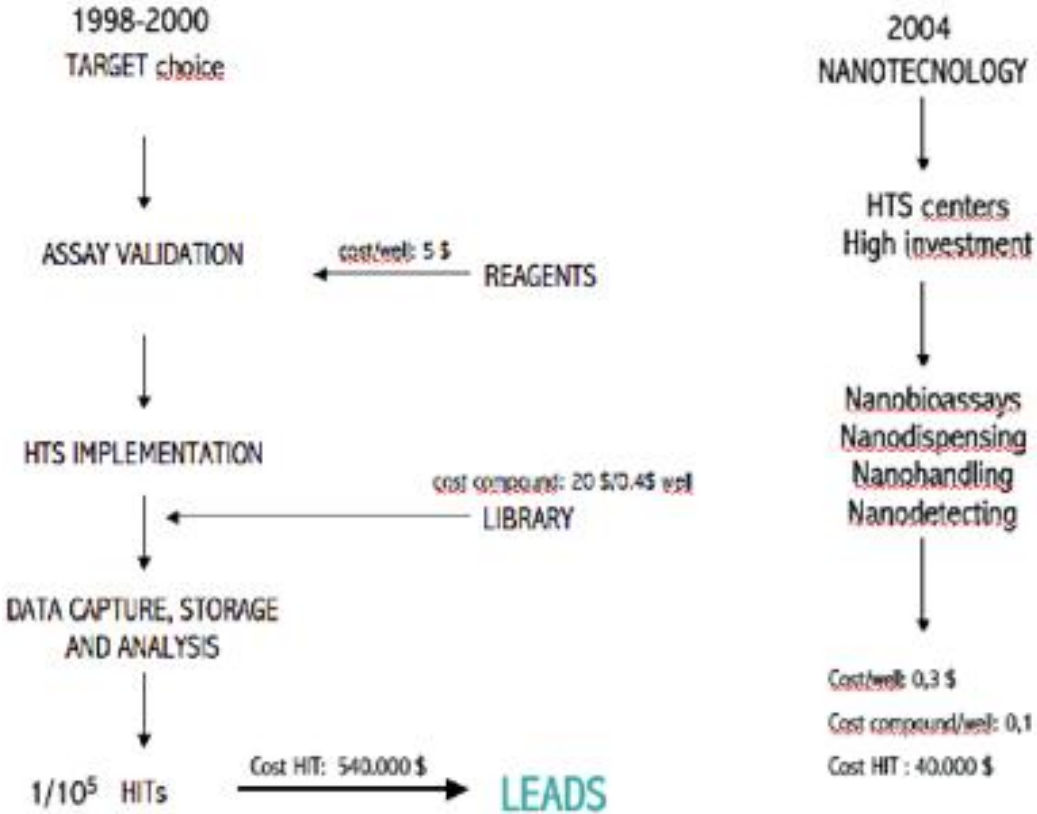 1998-2000
TARGET choice
ASSAY VALIDATION
cost/well: 5 $
REAGENTS
HTS IMPLEMENTATION
cost compound: 20 $/0.4$ well
LIBRARY
DATA CAPTURE, STORAGE
AND ANALYSIS
1/10⁵ HITs
Cost HIT: 540.000 $
LEADS
2004
NANOTECNOLOGY
HTS centers
High investment
Nanobioassays
Nanodispensing
Nanohandling
Nanodetecting
Cost/well: 0,3 $
Cost compound/well: 0,1
Cost HIT : 40.000 $